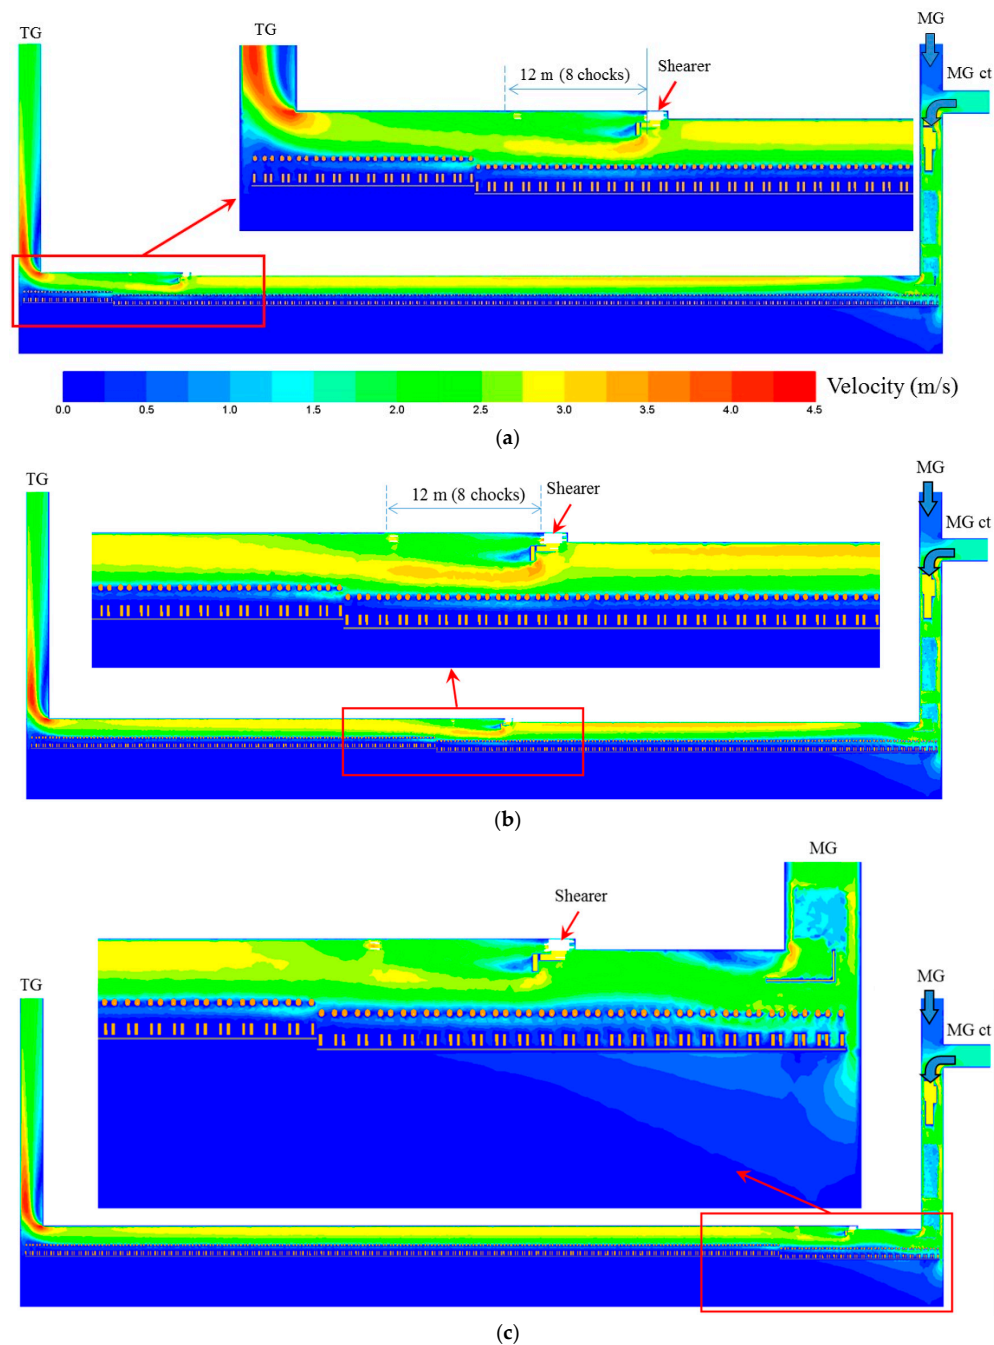 TG
TG
12 m (8 chocks)
Shearer
MG
MG ct
0.0 0.5 1.0 1.5 2.0 2.5 3.0 3.5 4.0 4.5
Velocity (m/s)
(a)
TG
12 m (8 chocks)
Shearer
MG
MG ct
(b)
MG
Shearer
TG
MG
MG ct
(c)